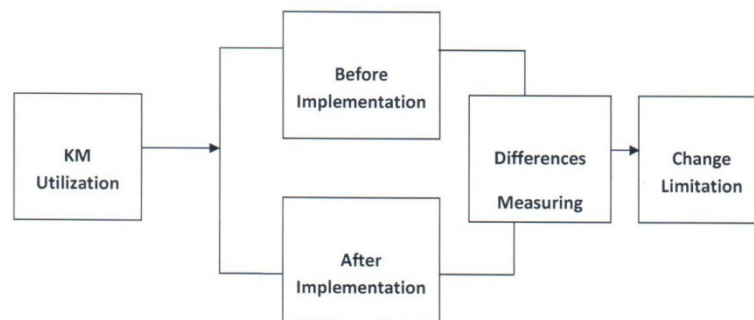 KM
Utilization
Before
Implementation
After
Implementation
Differences
Measuring
Change
Limitation